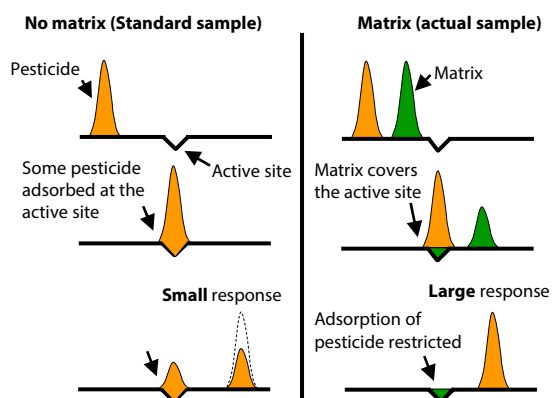 No matrix (Standard sample)
Pesticide
Active site
Some pesticide
adsorbed at the
active site
Small response
Matrix (actual sample)
Matrix
Matrix covers
the active site
Large response
Adsorption of
pesticide restricted